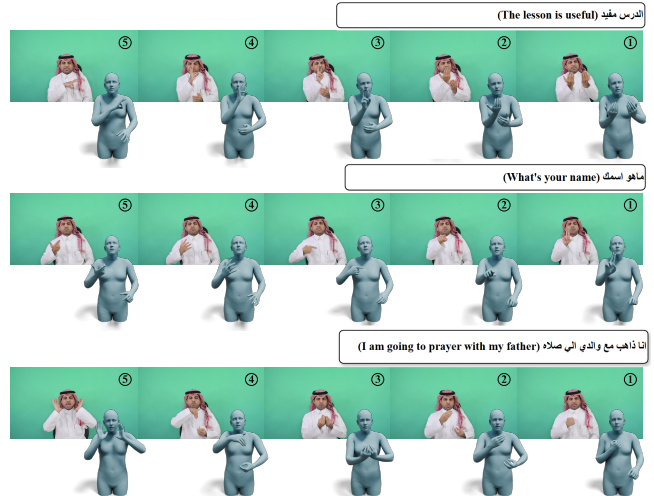 الدرس مفيد (The lesson is useful)
① ② ③ ④ ⑤
ماهو اسمك (What's your name)
① ② ③ ④ ⑤
انا ذاهب مع والدي الي صلاه (I am going to prayer with my father)
① ② ③ ④ ⑤